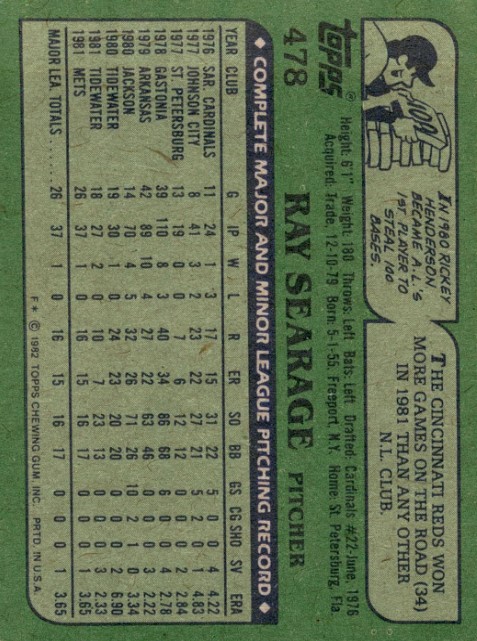 topps®
478 RAY SEARAGE PITCHER
Height: 6'1" Weight: 180 Throws: Left Bats: Left Drafted: Cardinals #22-June, 1976
Acquired: Trade, 12-10-79 Born: 5-1-55, Freeport, N.Y. Home: St. Petersburg, Fla.
IN 1980 RICKEY
HENDERSON
BECAME A.L.'S
1ST PLAYER TO
STEAL 100
BASES.
THE CINCINNATI REDS WON
MORE GAMES ON THE ROAD (34)
IN 1981 THAN ANY OTHER
N.L. CLUB.
COMPLETE MAJOR AND MINOR LEAGUE PITCHING RECORD
YEAR CLUB G IP W L R ER SO BB GS CG SHO SV ERA
1976 SAR. CARDINALS 11 24 1 3 17 15 31 22 5 0 0 4.22
1977 JOHNSON CITY 8 41 3 2 27 21 5 2 1 4.83
1977 ST. PETERSBURG 13 19 0 0 7 6 12 12 0 0 0 2 2.84
1978 GASTONIA 39 110 8 3 40 34 86 68 6 1 0 7 2.78
1979 ARKANSAS 42 89 10 4 22 63 46 0 0 0 4 2.22
1980 JACKSON 14 70 4 5 32 26 71 26 10 2 3.34
1980 TIDEWATER 19 30 1 0 24 23 20 20 0 0 0 2 6.90
1981 TIDEWATER 18 27 2 0 10 7 23 13 0 0 0 2 2.33
1981 METS 26 37 1 0 16 15 16 17 0 0 0 1 3.65
MAJOR LEA. TOTALS 26 37 1 0 16 15 16 17 0 0 0 1 3.65
F* © 1982 TOPPS CHEWING GUM, INC. PRTD. IN U.S.A.